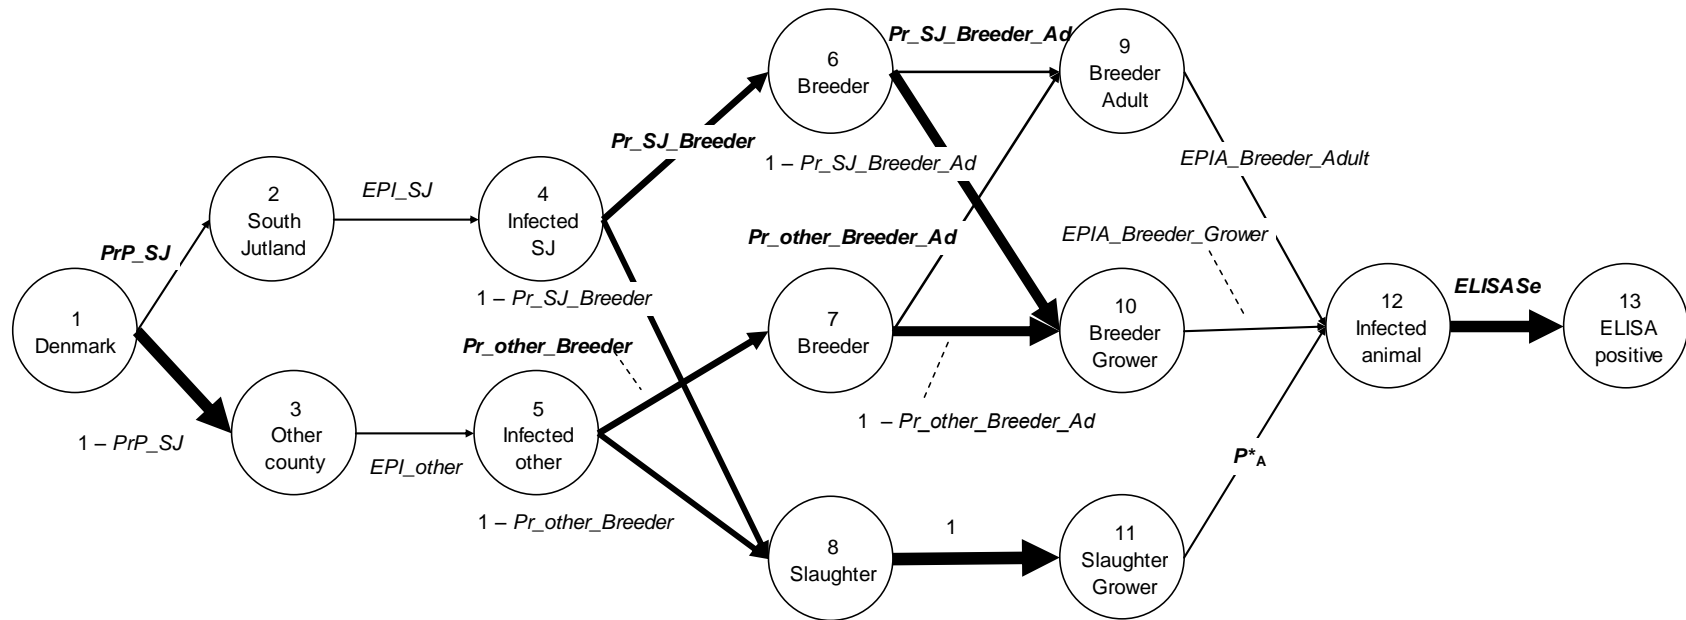 Pr_SJ_Breeder_Ad
6
Breeder
9
Breeder
Adult
Pr_SJ_Breeder
1 – Pr_SJ_Breeder_Ad
EPIA_Breeder_Adult
2
South
Jutland
EPI_SJ
4
Infected
SJ
PrP_SJ
Pr_other_Breeder_Ad
EPIA_Breeder_Grower
1 – Pr_SJ_Breeder
1
Denmark
7
Breeder
10
Breeder
Grower
12
Infected
animal
ELISASe
13
ELISA
positive
Pr_other_Breeder
3
Other
county
5
Infected
other
1 – PrP_SJ
EPI_other
1 – Pr_other_Breeder_Ad
P*A
1 – Pr_other_Breeder
8
Slaughter
1
11
Slaughter
Grower